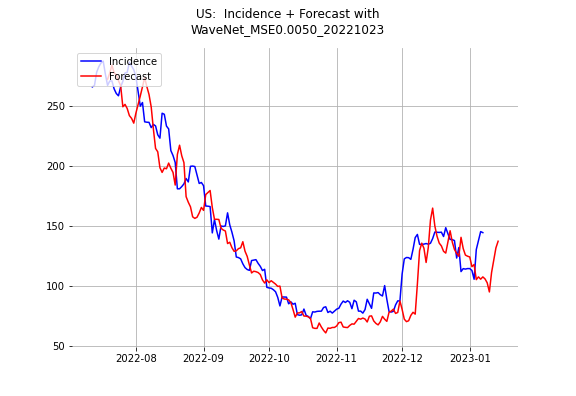 US:  Incidence + Forecast with
WaveNet_MSE0.0050_20221023
Incidence
Forecast
250
200
150
100
50
2022-08
2022-09
2022-10
2022-11
2022-12
2023-01